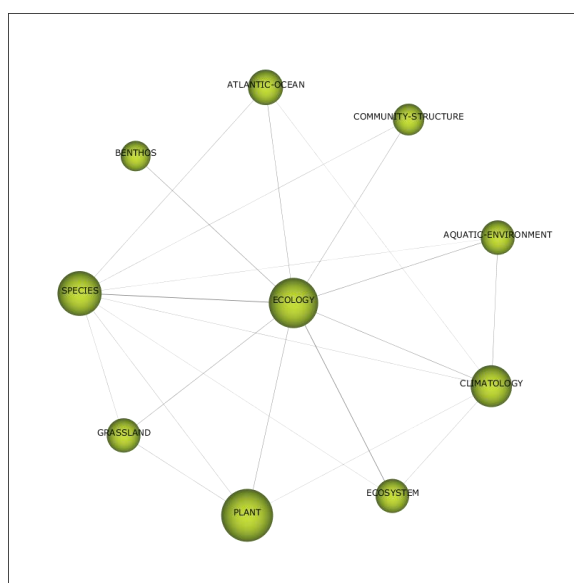 ATLANTIC-OCEAN
COMMUNITY-STRUCTURE
BENTHOS
AQUATIC-ENVIRONMENT
SPECIES
ECOLOGY
CLIMATOLOGY
GRASSLAND
ECOSYSTEM
PLANT